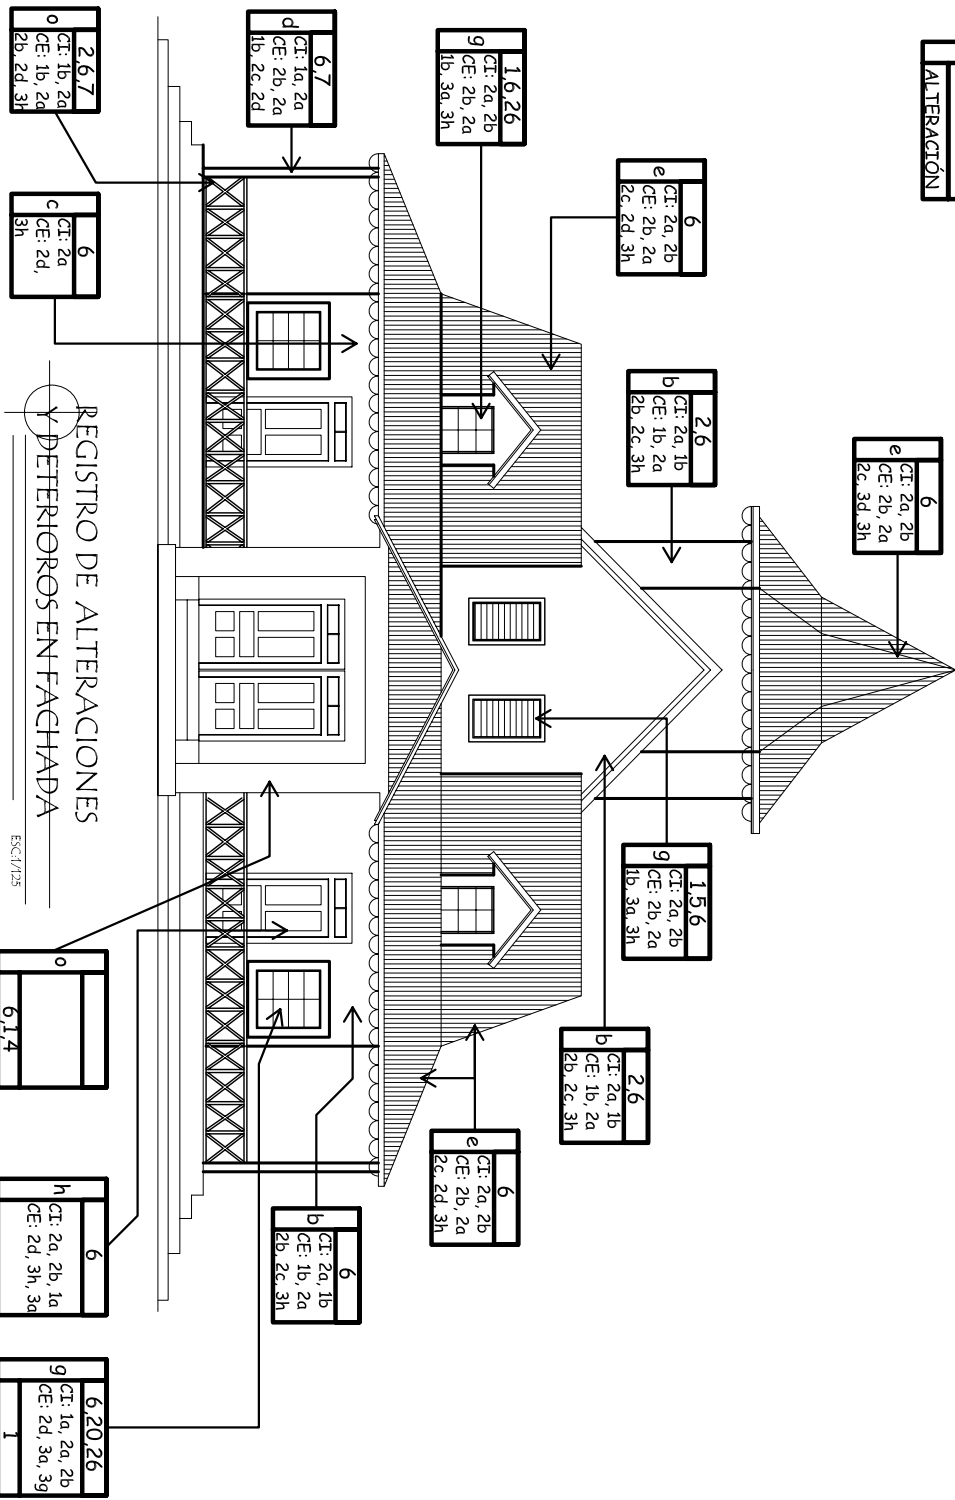 ALTERACIÓN
e
6
CI: 2a, 2b
CE: 2b, 2a
2c, 3d, 3h
b
2,6
CI: 2a, 1b
CE: 1b, 2a
2b, 2c, 3h
e
6
CI: 2a, 2b
CE: 2b, 2a
2c, 2d, 3h
g
1,6,26
CI: 2a, 2b
CE: 2b, 2a
1b, 3a, 3h
d
6,7
CI: 1a, 2a
CE: 2b, 2a
1b, 2c, 2d
o
2,6,7
CI: 1b, 2a
CE: 1b, 2a
2b, 2d, 3h
c
6
CI: 2a
CE: 2d,
3h
g
1,5,6
CI: 2a, 2b
CE: 2b, 2a
1b, 3a, 3h
b
2,6
CI: 2a, 1b
CE: 1b, 2a
2b, 2c, 3h
e
6
CI: 2a, 2b
CE: 2b, 2a
2c, 2d, 3h
b
6
CI: 2a, 1b
CE: 1b, 2a
2b, 2c, 3h
REGISTRO DE ALTERACIONES
Y DETERIOROS EN FACHADA
ESC:1/125
o
6,1,4
h
6
CI: 2a, 2b, 1a
CE: 2d, 3h, 3a
g
6,20,26
CI: 1a, 2a, 2b
CE: 2d, 3a, 3g
1